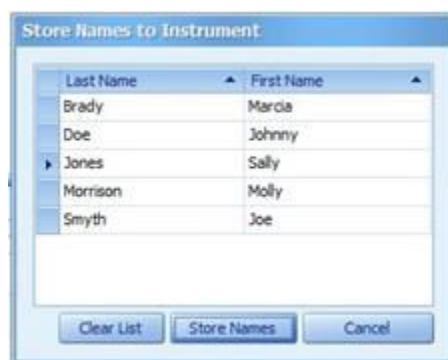 Store Names to Instrument
Last Name First Name
Brady Marcia
Doe Johnny
Jones Sally
Morrison Molly
Smyth Joe
Clear List Store Names Cancel